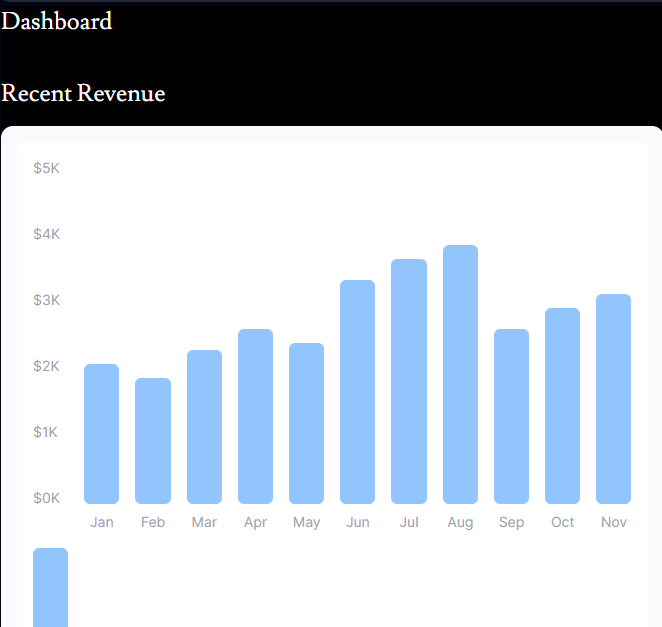 Dashboard
Recent Revenue
$5K
$4K
$3K
$2K
$1K
$0K
Jan Feb Mar Apr May Jun Jul Aug Sep Oct Nov